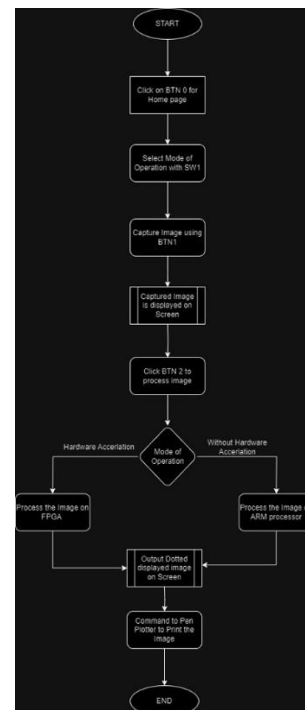 START
Click on BTN 0 for
Home page
Select Mode of
Operation with SW1
Capture Image using
BTN1
Captured Image
is displayed on
Screen
Click BTN 2 to
process image
Hardware Accerlation
Mode of
Operation
Without Hardware
Accerlation
Process the Image on
FPGA
Process the Image
ARM processor
Output Dotted
displayed image
on Screen
Command to Pen
Plotter to Print the
Image
END